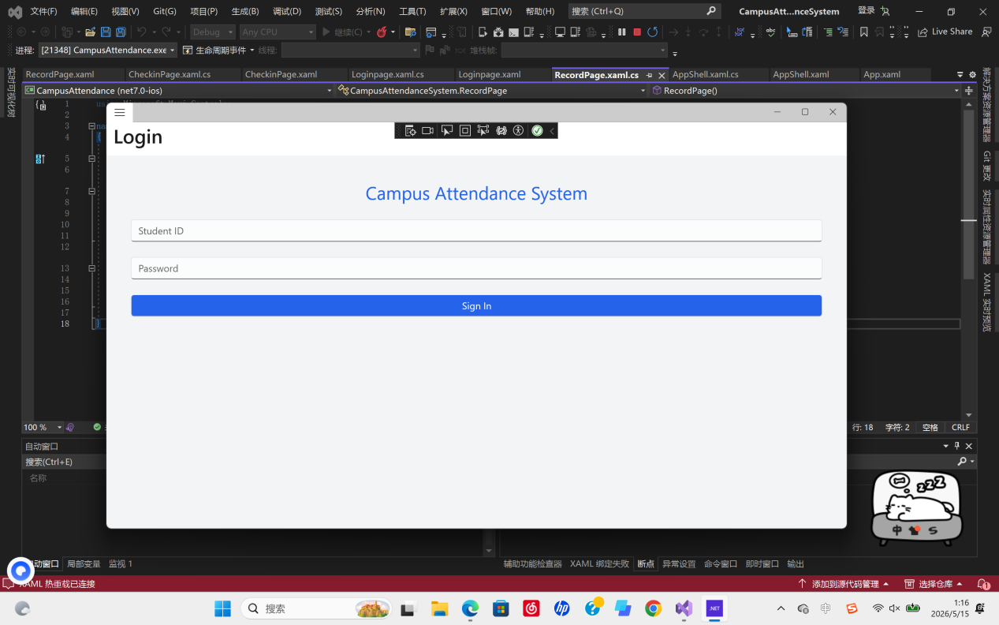 文件(F) 编辑(E) 视图(V) Git(G) 项目(P) 生成(B) 调试(D) 测试(S) 分析(N) 工具(T) 扩展(X) 窗口(W) 帮助(H) 搜索 (Ctrl+Q) CampusAtt...nceSystem 登录
Debug Any CPU 继续(C) Live Share
进程: [21348] CampusAttendance.exe 生命周期事件 线程: 堆栈帧:
实时可视化树
RecordPage.xaml CheckinPage.xaml.cs CheckinPage.xaml Loginpage.xaml.cs Loginpage.xaml RecordPage.xaml.cs AppShell.xaml.cs AppShell.xaml App.xaml
CampusAttendance (net7.0-ios) CampusAttendanceSystem.RecordPage RecordPage()
1
2
3
4
5
6
7
8
9
10
11
12
13
14
15
16
17
18
Login
Campus Attendance System
Student ID
Password
Sign In
解决方案资源管理器
Git 更改
实时属性资源管理器
XAML 实时预览
100 % 行: 18 字符: 2 空格 CRLF
自动窗口
搜索(Ctrl+E)
名称
zzZ
中 S
动窗口 局部变量 监视 1 辅助功能检查器 XAML 绑定失败 断点 异常设置 命令窗口 即时窗口 输出
XAML 热重载已连接 添加到源代码管理 选择仓库 1
搜索 hp .NET 中 S 1:16
2026/5/15